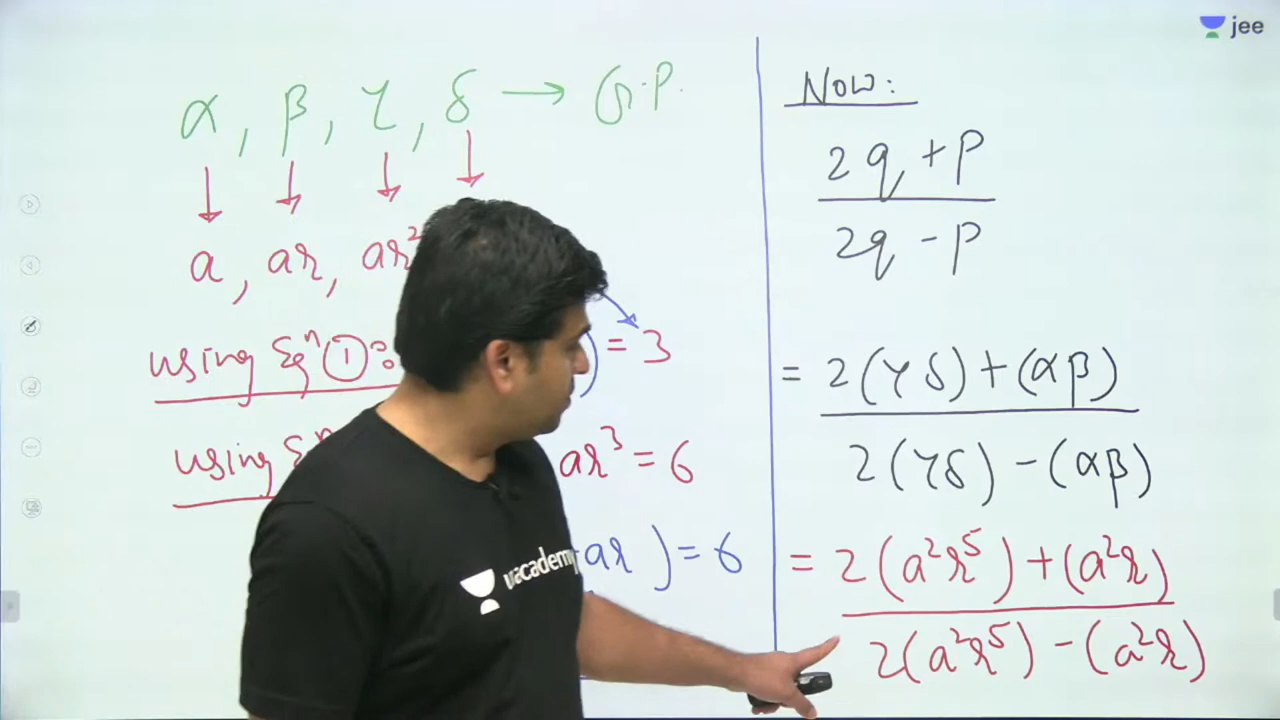 jee
α, β, γ, δ → G.P.
a, ar, ar²
using Eqⁿ ①:
) = 3
using Eqⁿ
ar³ = 6
ar) = 6
Now:
2q + p
2q - p
= 2(γδ) + (αβ)
2(γδ) - (αβ)
= 2(a²r⁵) + (a²r)
2(a²r⁵) - (a²r)
unacademy